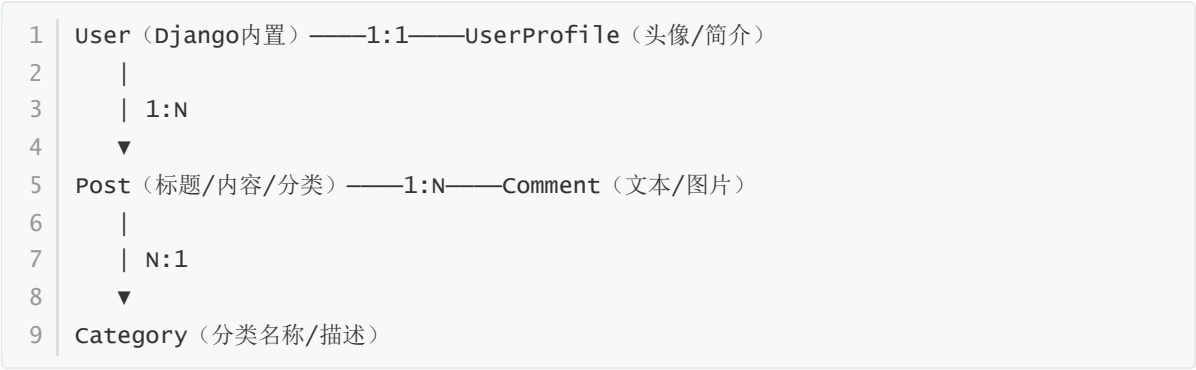 1 User（Django内置）————1:1————UserProfile（头像/简介）
2 |
3 | 1:N
4 ▼
5 Post（标题/内容/分类）————1:N————Comment（文本/图片）
6 |
7 | N:1
8 ▼
9 Category（分类名称/描述）